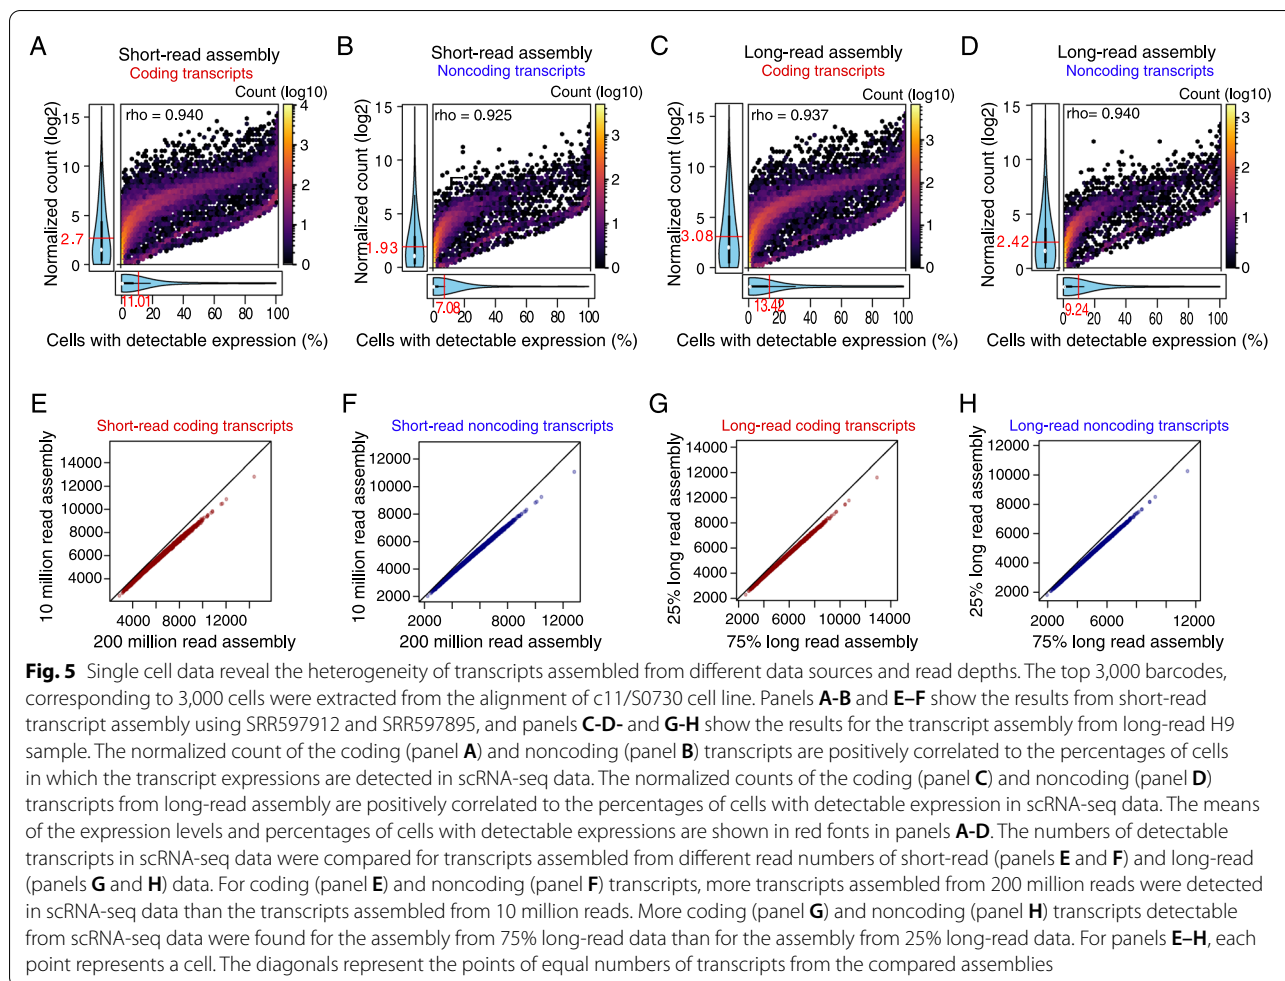 A
Short-read assembly
Coding transcripts
Count (log10)
rho = 0.940
Normalized count (log2)
15
10
5
0
2.7
4
3
2
1
0
11.01
0 20 40 60 80 100
Cells with detectable expression (%)
B
Short-read assembly
Noncoding transcripts
Count (log10)
rho = 0.925
Normalized count (log2)
15
10
5
0
1.93
3
2
1
0
7.08
0 20 40 60 80 100
Cells with detectable expression (%)
C
Long-read assembly
Coding transcripts
Count (log10)
rho = 0.937
Normalized count (log2)
15
10
5
0
3.08
3
2
1
0
13.42
0 20 40 60 80 100
Cells with detectable expression (%)
D
Long-read assembly
Noncoding transcripts
Count (log10)
rho= 0.940
Normalized count (log2)
15
10
5
0
2.42
3
2
1
0
9.24
0 20 40 60 80 100
Cells with detectable expression (%)
E
Short-read coding transcripts
10 million read assembly
14000
12000
10000
8000
6000
4000
4000 8000 12000
200 million read assembly
F
Short-read noncoding transcripts
10 million read assembly
12000
10000
8000
6000
4000
2000
2000 6000 10000
200 million read assembly
G
Long-read coding transcripts
25% long read assembly
14000
12000
10000
8000
6000
4000
2000
2000 6000 10000 14000
75% long read assembly
H
Long-read noncoding transcripts
25% long read assembly
12000
10000
8000
6000
4000
2000
2000 6000 12000
75% long read assembly
Fig. 5 Single cell data reveal the heterogeneity of transcripts assembled from different data sources and read depths. The top 3,000 barcodes,
corresponding to 3,000 cells were extracted from the alignment of c11/S0730 cell line. Panels A-B and E–F show the results from short-read
transcript assembly using SRR597912 and SRR597895, and panels C-D- and G-H show the results for the transcript assembly from long-read H9
sample. The normalized count of the coding (panel A) and noncoding (panel B) transcripts are positively correlated to the percentages of cells
in which the transcript expressions are detected in scRNA-seq data. The normalized counts of the coding (panel C) and noncoding (panel D)
transcripts from long-read assembly are positively correlated to the percentages of cells with detectable expression in scRNA-seq data. The means
of the expression levels and percentages of cells with detectable expressions are shown in red fonts in panels A-D. The numbers of detectable
transcripts in scRNA-seq data were compared for transcripts assembled from different read numbers of short-read (panels E and F) and long-read
(panels G and H) data. For coding (panel E) and noncoding (panel F) transcripts, more transcripts assembled from 200 million reads were detected
in scRNA-seq data than the transcripts assembled from 10 million reads. More coding (panel G) and noncoding (panel H) transcripts detectable
from scRNA-seq data were found for the assembly from 75% long-read data than for the assembly from 25% long-read data. For panels E–H, each
point represents a cell. The diagonals represent the points of equal numbers of transcripts from the compared assemblies